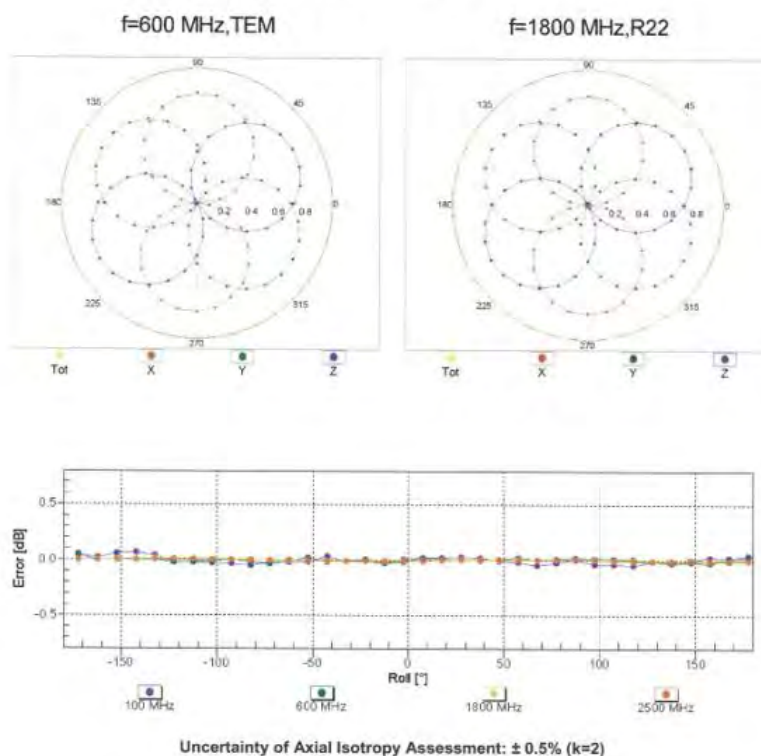 f=600 MHz,TEM
f=1800 MHz,R22
90
135
45
180
0.2 0.4 0.6 0.8
0
225
315
270
Tot X Y Z
90
135
45
180
0.2 0.4 0.6 0.8
0
225
315
270
Tot X Y Z
Error [dB]
0.5
0.0
-0.5
-150 -100 -50 0 50 100 150
Roll [°]
100 MHz 600 MHz 1800 MHz 2500 MHz
Uncertainty of Axial Isotropy Assessment: ± 0.5% (k=2)